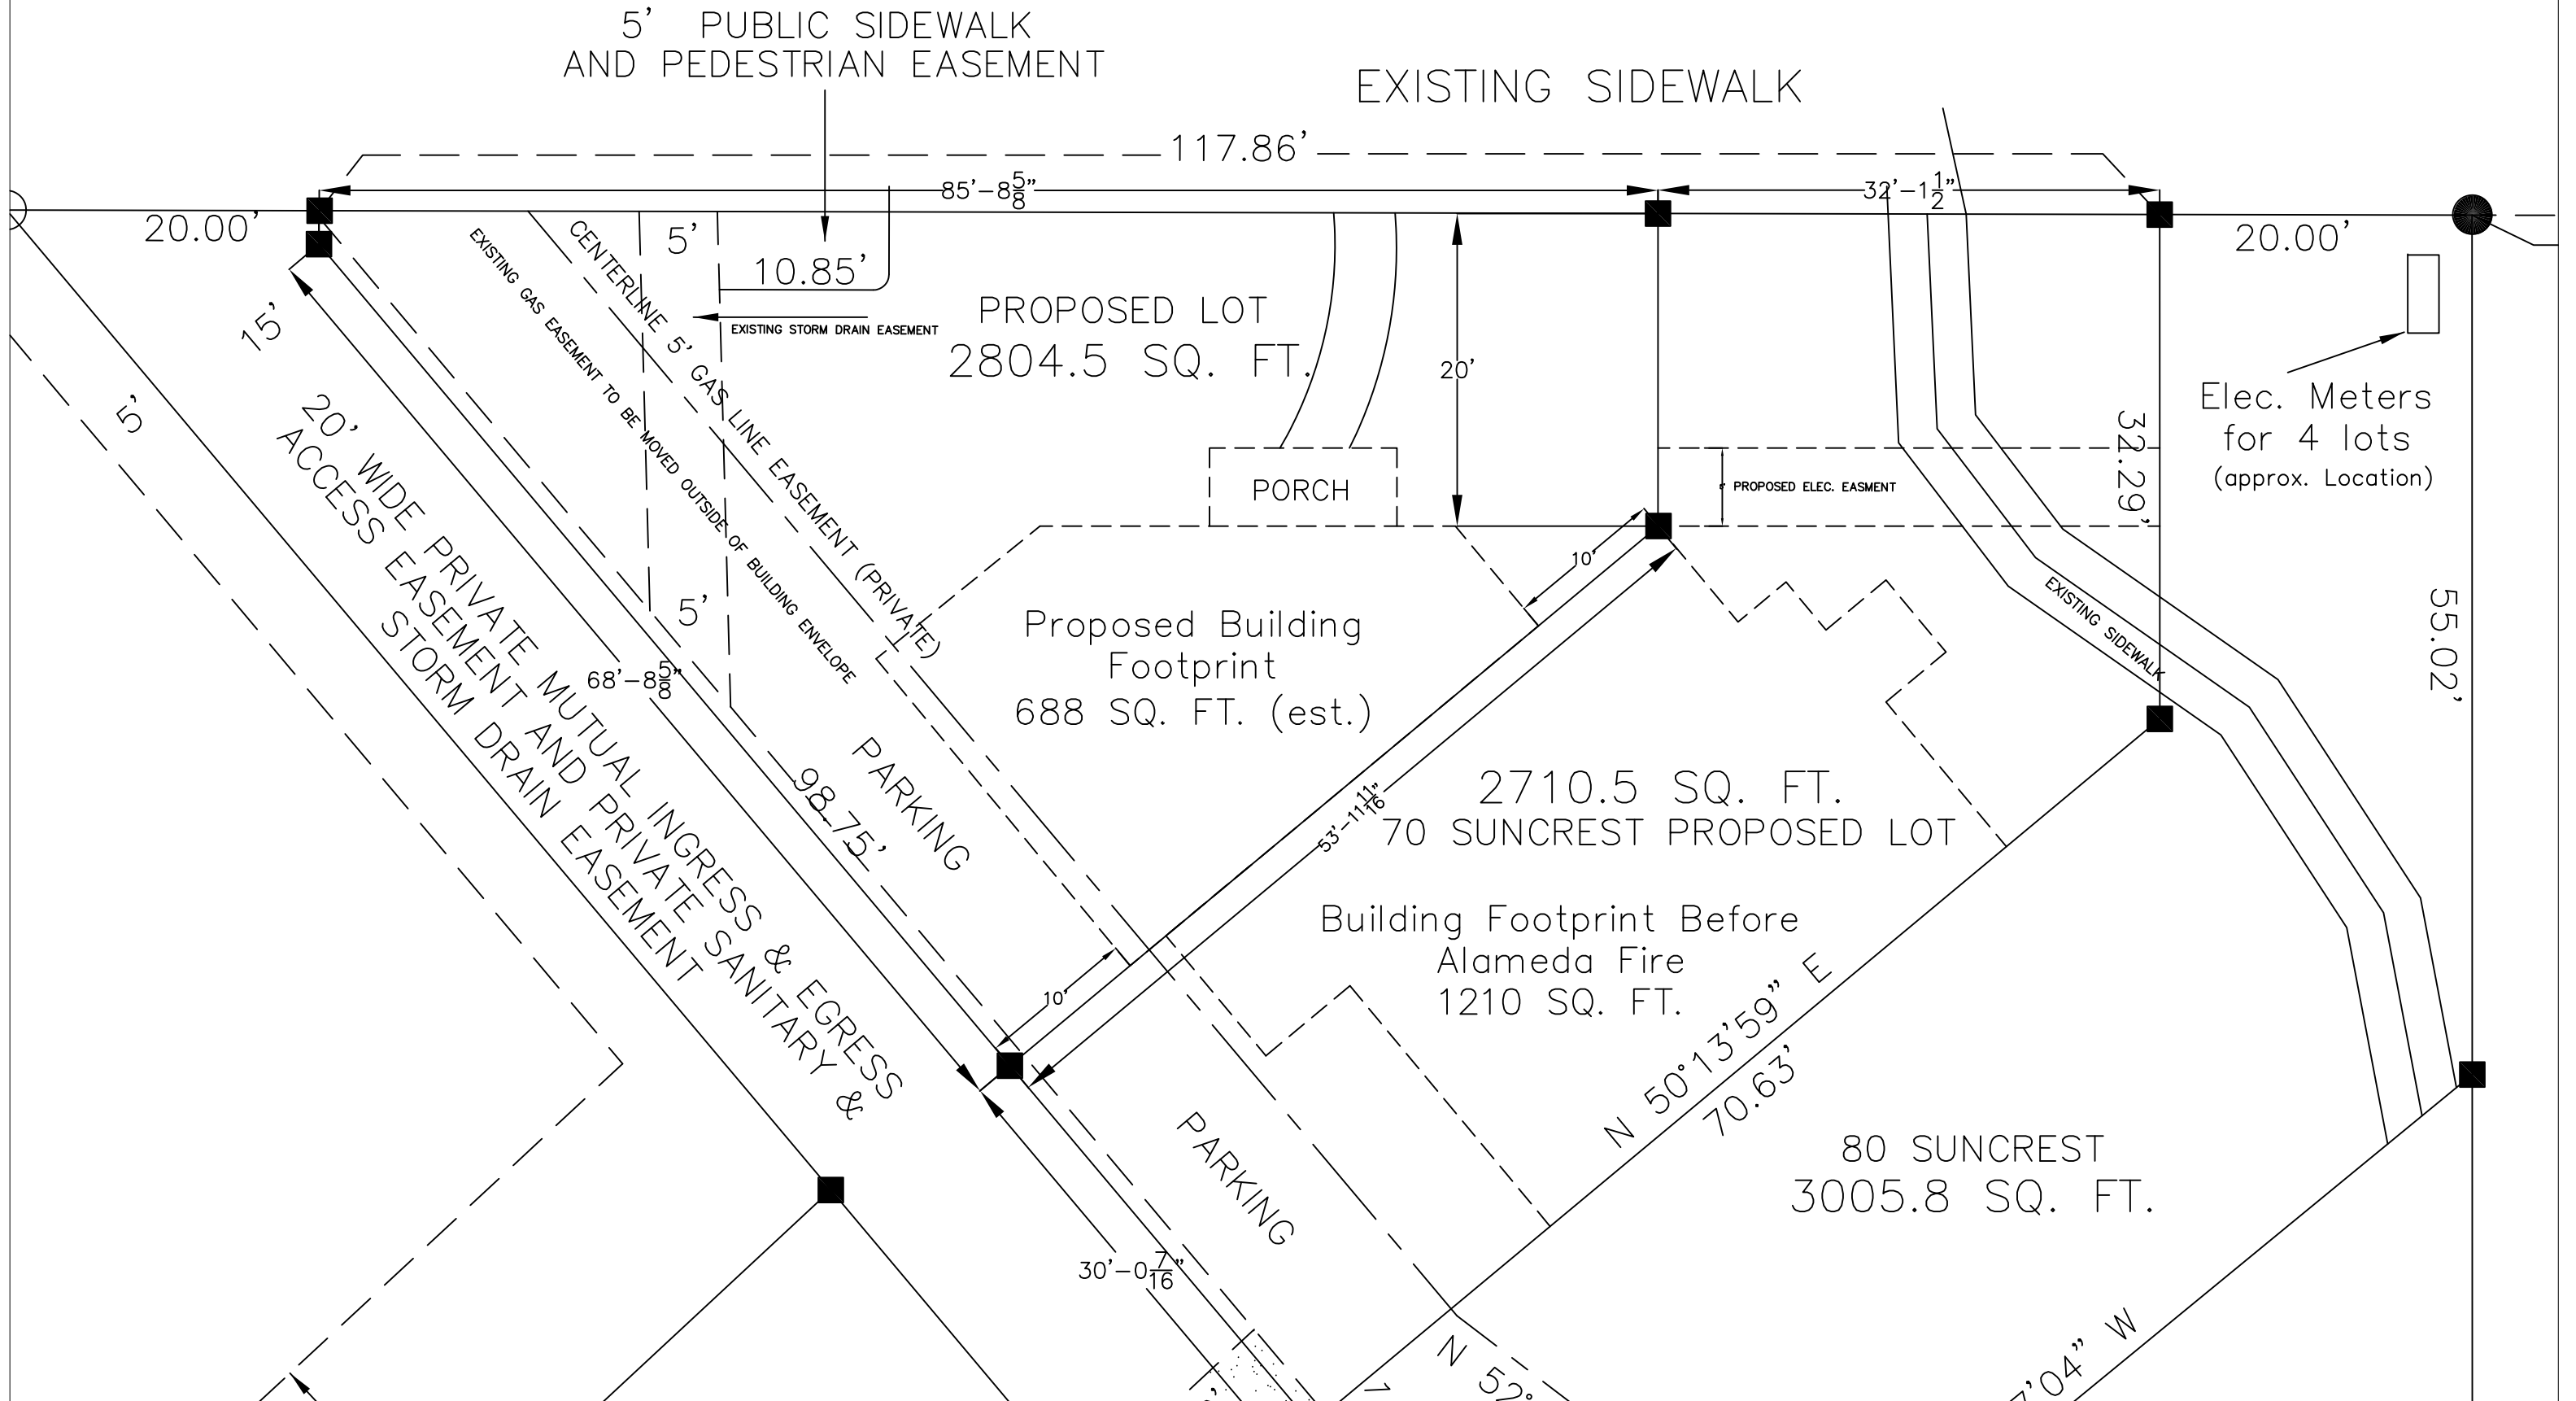 5' PUBLIC SIDEWALK
AND PEDESTRIAN EASEMENT
EXISTING SIDEWALK
117.86'
85'-8 5/8"
32'-1 1/2"
20.00'
20.00'
5'
10.85'
EXISTING STORM DRAIN EASEMENT
CENTERLINE 5' GAS LINE EASEMENT (PRIVATE)
EXISTING GAS EASEMENT TO BE MOVED OUTSIDE OF BUILDING ENVELOPE
PROPOSED LOT
2804.5 SQ. FT.
20'
15'
5'
PORCH
PROPOSED ELEC. EASMENT
32.29'
Elec. Meters
for 4 lots
(approx. Location)
20' WIDE PRIVATE MUTUAL INGRESS & EGRESS
ACCESS EASEMENT AND PRIVATE SANITARY &
STORM DRAIN EASEMENT
5'
68'-8 5/8"
98.75'
10'
Proposed Building
Footprint
688 SQ. FT. (est.)
EXISTING SIDEWALK
55.02'
PARKING
53'-11 11/16"
2710.5 SQ. FT.
70 SUNCREST PROPOSED LOT
Building Footprint Before
Alameda Fire
1210 SQ. FT.
10'
N 50°13'59" E
70.63'
PARKING
80 SUNCREST
3005.8 SQ. FT.
30'-0 7/16"
N 52°
7'04" W